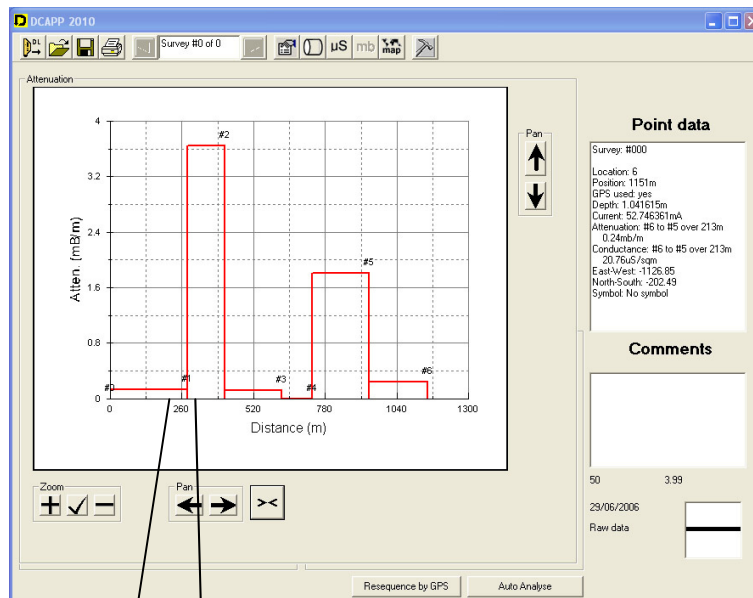 DCAPP 2010
Survey #0 of 0
µS
mb
map
Attenuation
Atten. (mB/m)
4
3.2
2.4
1.6
0.8
0
#0
#1
#2
#3
#4
#5
#6
0
260
520
780
1040
1300
Distance (m)
Pan
Zoom
Pan
><
Point data
Survey: #000
Location: 6
Position: 1151m
GPS used: yes
Depth: 1.041615m
Current: 52.746361mA
Attenuation: #6 to #5 over 213m
0.24mb/m
Conductance: #6 to #5 over 213m
20.76uS/sqm
East-West: -1126.85
North-South: -202.49
Symbol: No symbol
Comments
50 3.99
29/06/2006
Raw data
Resequence by GPS
Auto Analyse